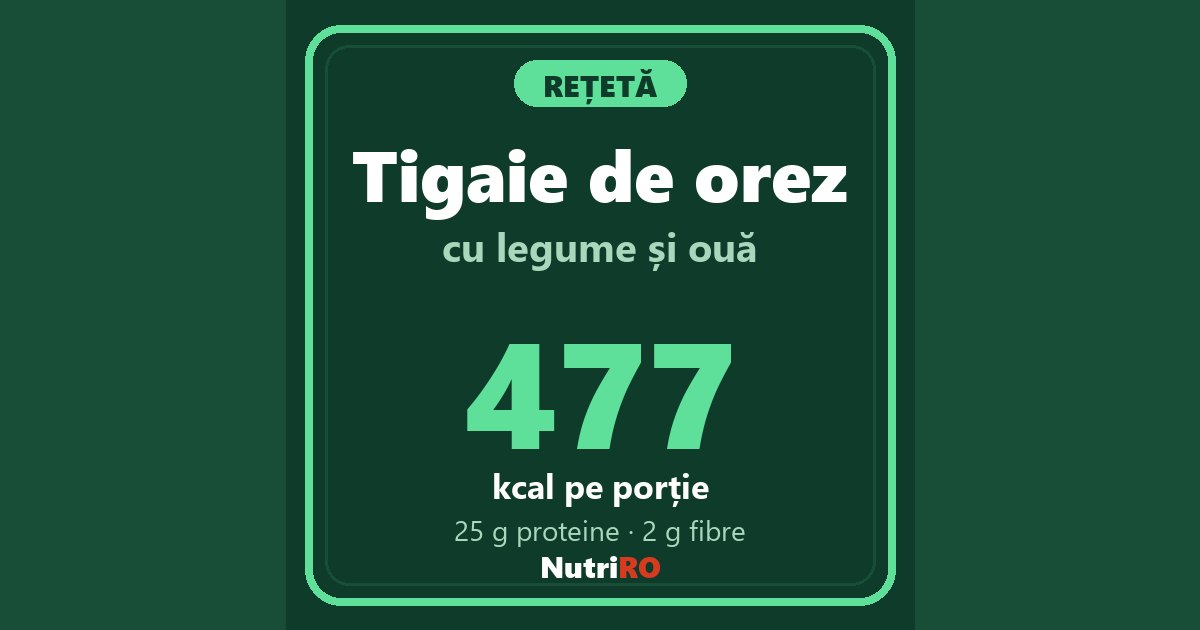 REȚETĂ
Tigaie de orez
cu legume și ouă
477
kcal pe porție
25 g proteine · 2 g fibre
NutriRO